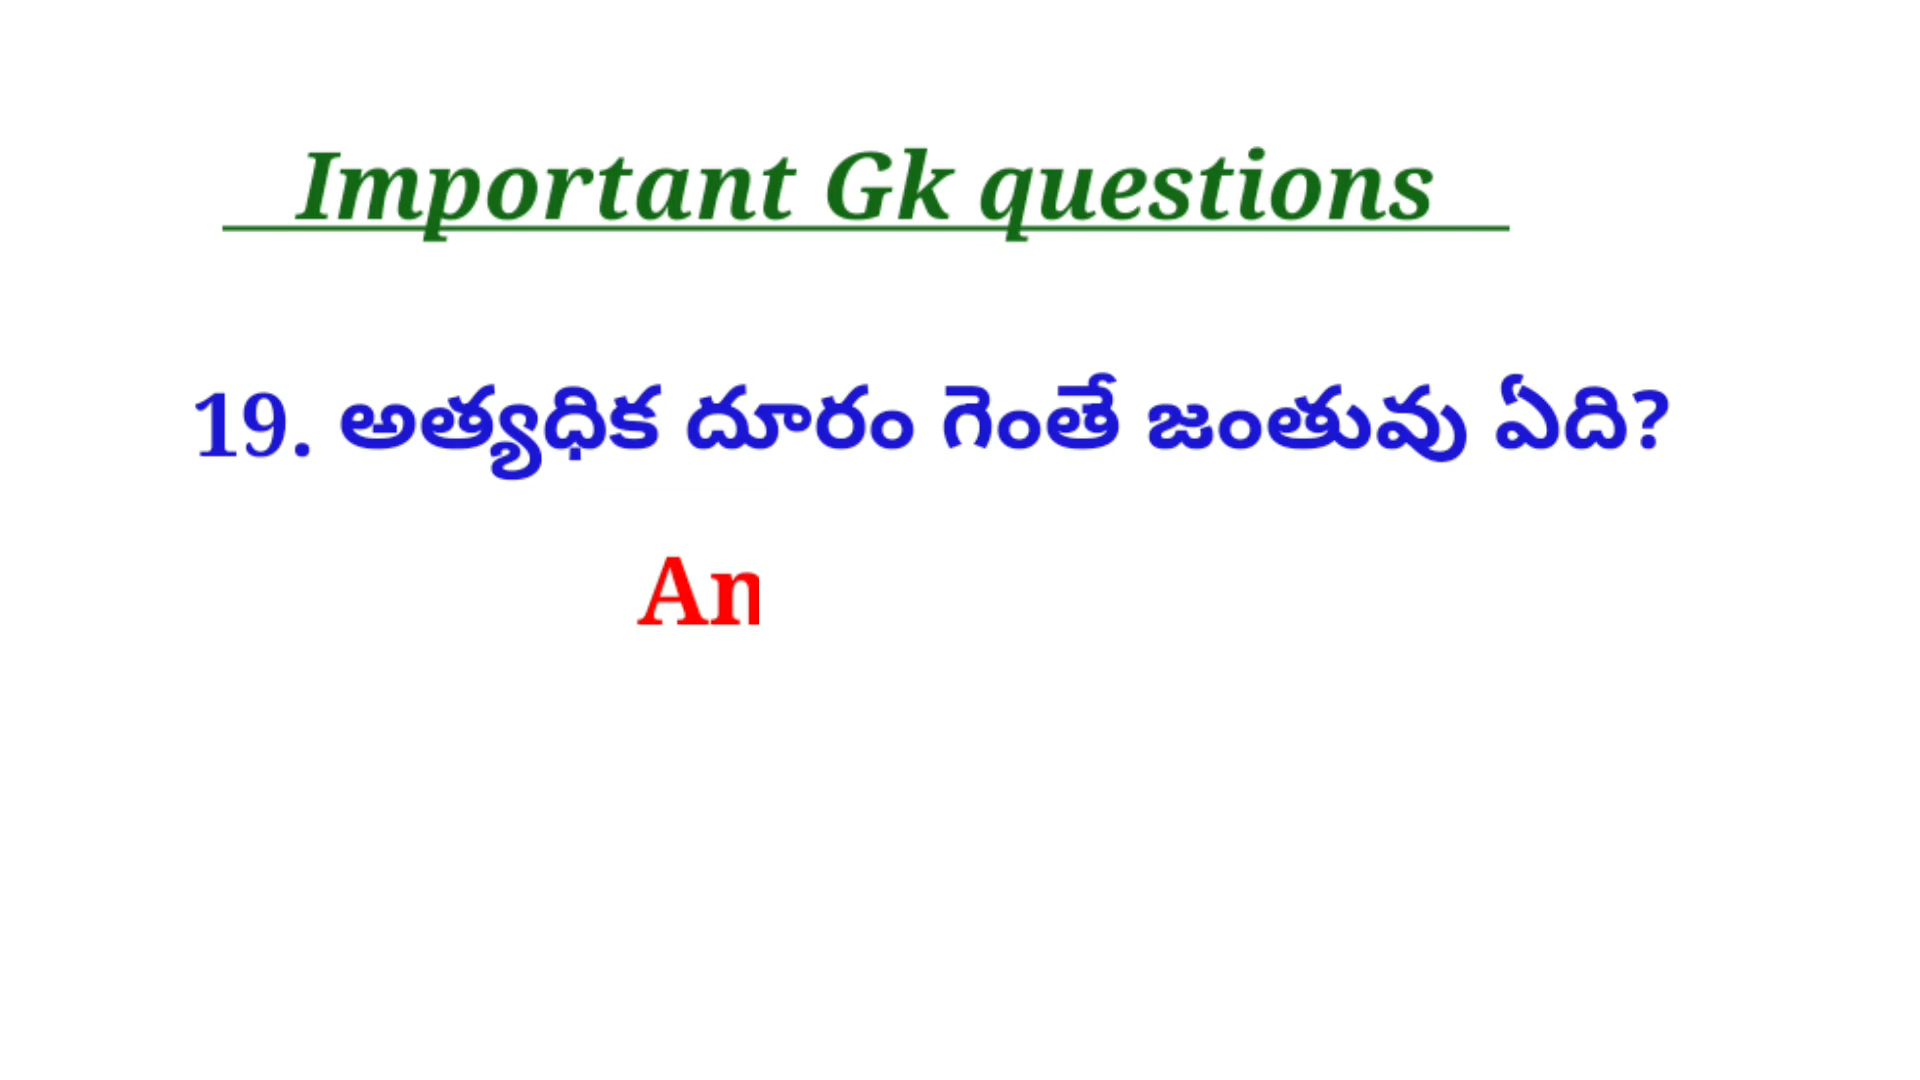 Important Gk questions
19. అత్యధిక దూరం గెంతే జంతువు ఏది?
An